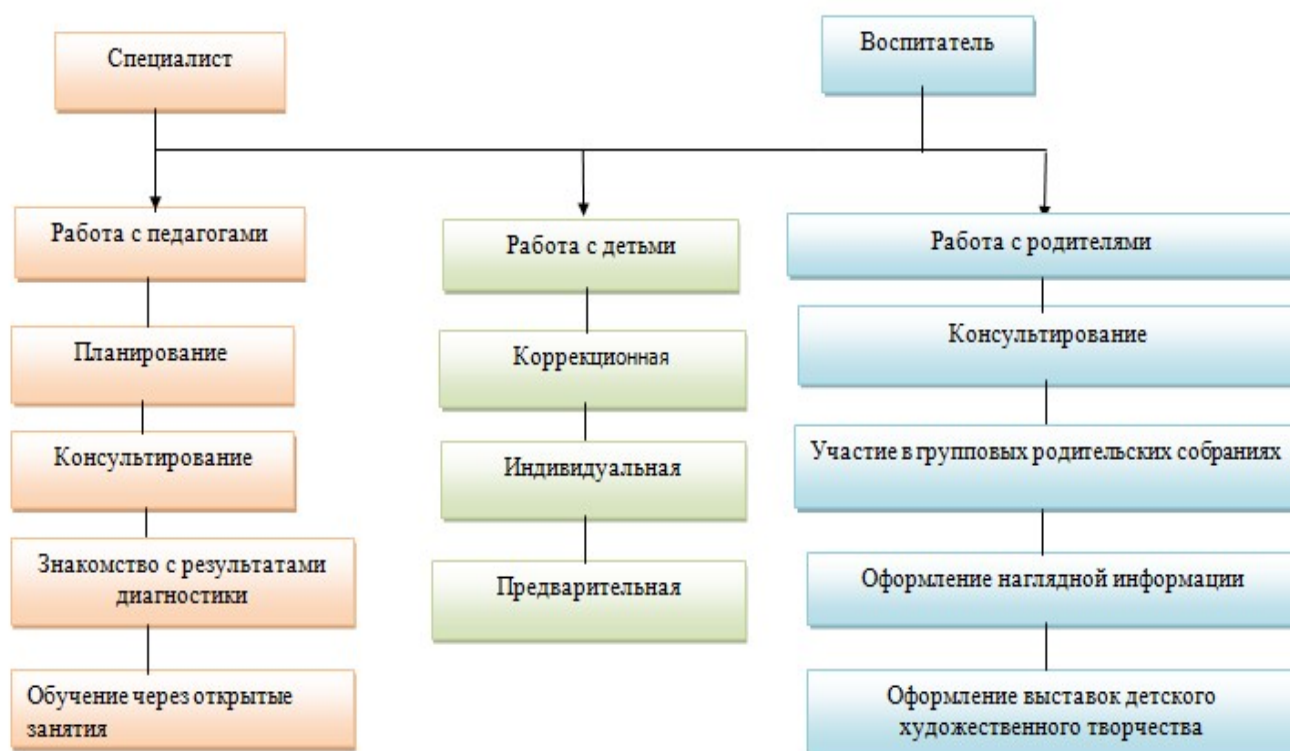 Специалист
Воспитатель
Работа с педагогами
Работа с детьми
Работа с родителями
Планирование
Коррекционная
Консультирование
Консультирование
Индивидуальная
Участие в групповых родительских собраниях
Знакомство с результатами
диагностики
Предварительная
Оформление наглядной информации
Обучение через открытые
занятия
Оформление выставок детского
художественного творчества